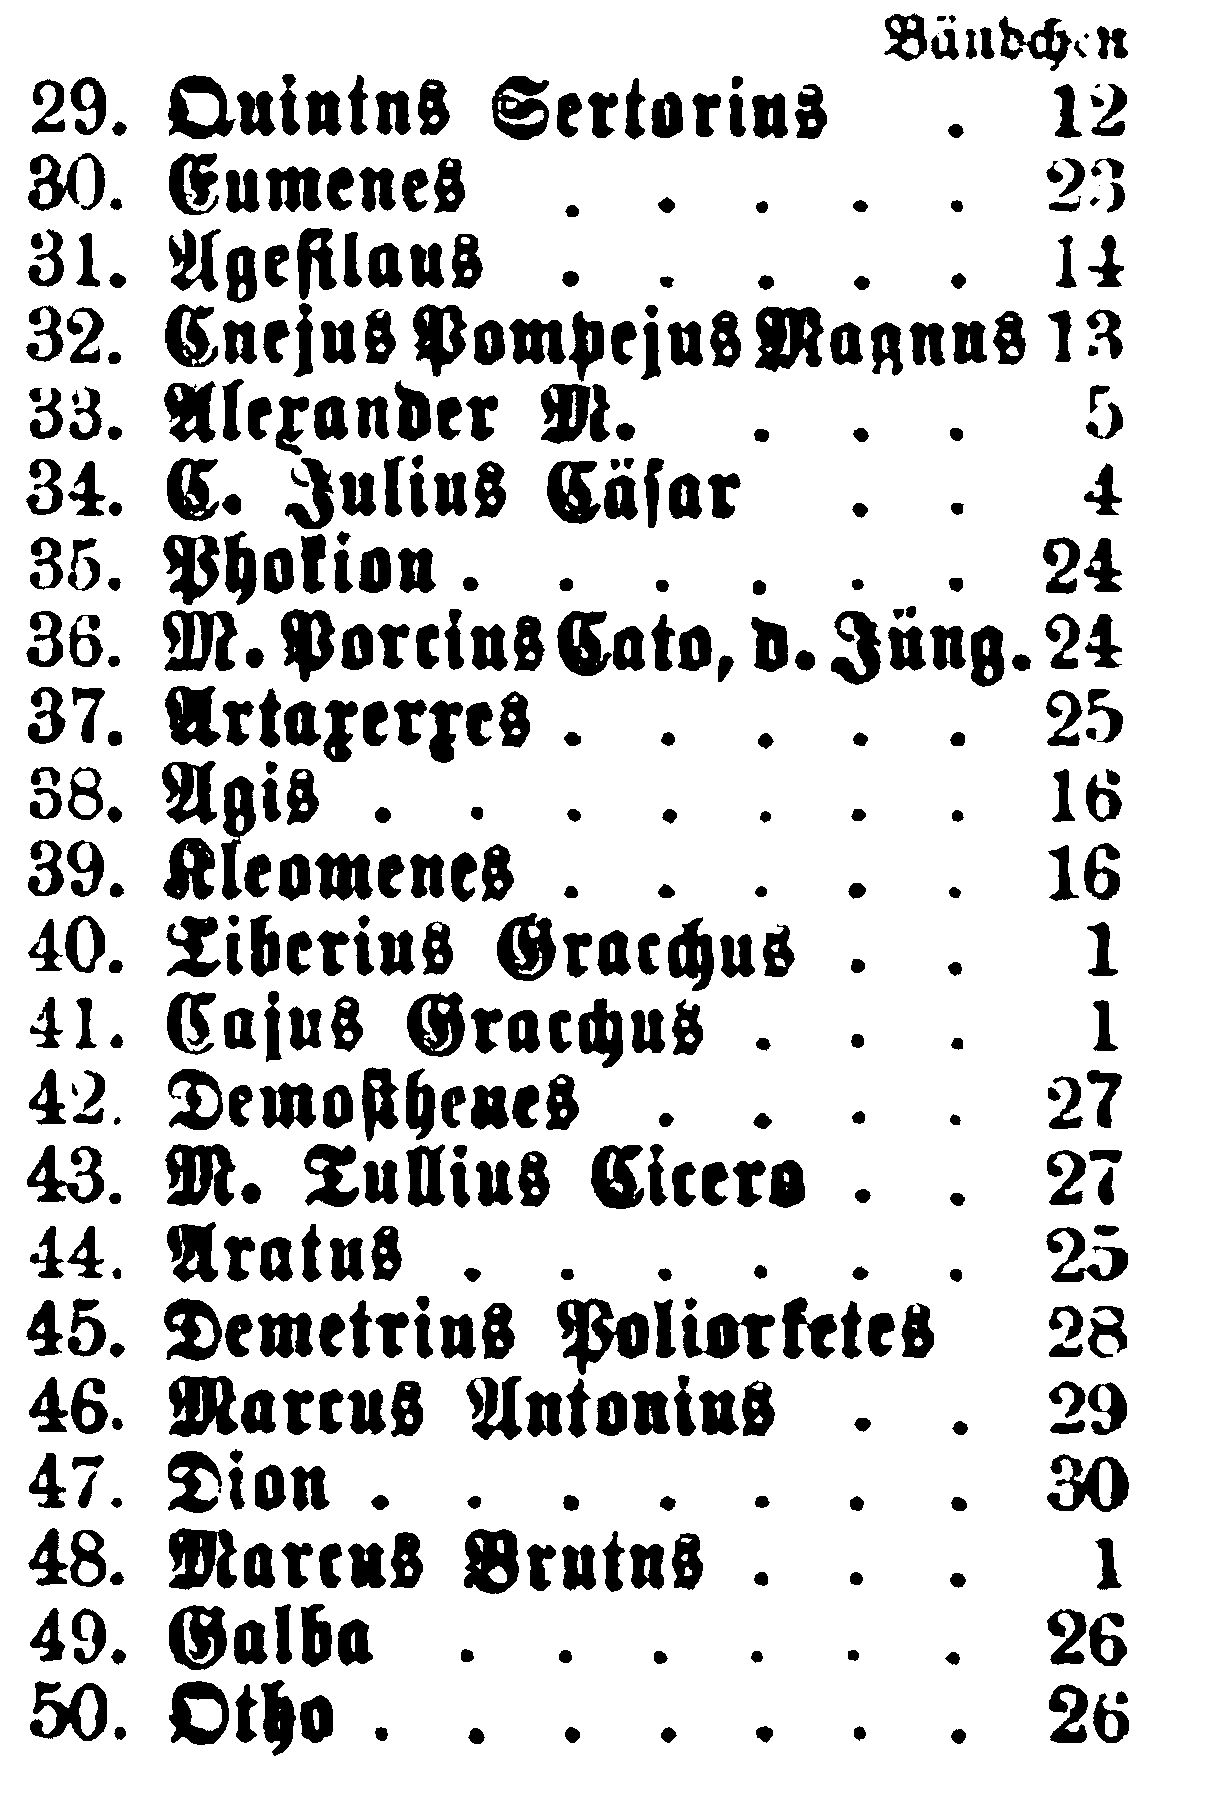 Bändchen
29. Quintus Sertorius . 12
30. Eumenes . . . . . 23
31. Agesilaus . . . . . 14
32. Cnejus Pompejus Magnus 13
33. Alexander M. . . . 5
34. C. Julius Cäsar . . 4
35. Phokion . . . . . . 24
36. M. Porcius Cato, d. Jüng. 24
37. Artaxerxes . . . . . 25
38. Agis . . . . . . . 16
39. Kleomenes . . . . . 16
40. Tiberius Gracchus . . 1
41. Cajus Gracchus . . . 1
42. Demosthenes . . . . 27
43. M. Tullius Cicero . . 27
44. Aratus . . . . . . 25
45. Demetrius Poliorketes 28
46. Marcus Antonius . . 29
47. Dion . . . . . . . 30
48. Marcus Brutus . . . 1
49. Galba . . . . . . 26
50. Otho . . . . . . . 26